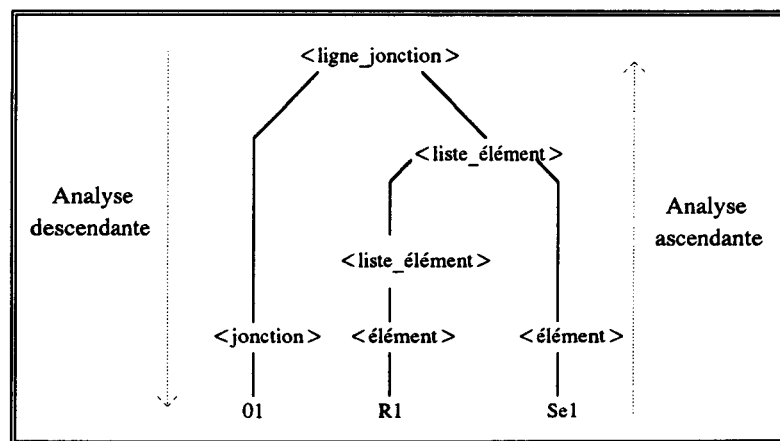 <ligne_jonction>
<liste_élément>
Analyse
descendante
Analyse
ascendante
<liste_élément>
<jonction> <élément> <élément>
01 R1 Se1